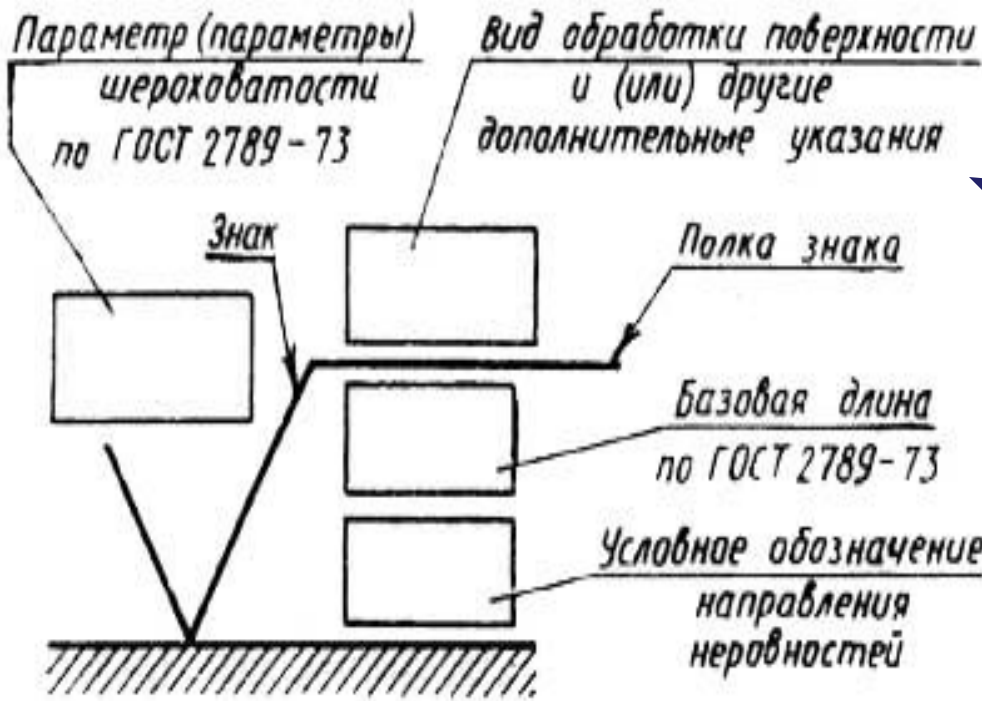 Параметр (параметры)
шероховатости
по ГОСТ 2789-73
Вид обработки поверхности
и (или) другие
дополнительные указания
Знак
Полка знака
Базовая длина
по ГОСТ 2789-73
Условное обозначение
направления
неровностей